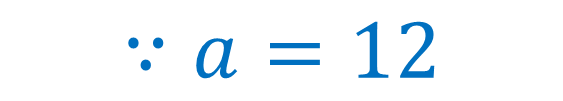 ∵ a = 12